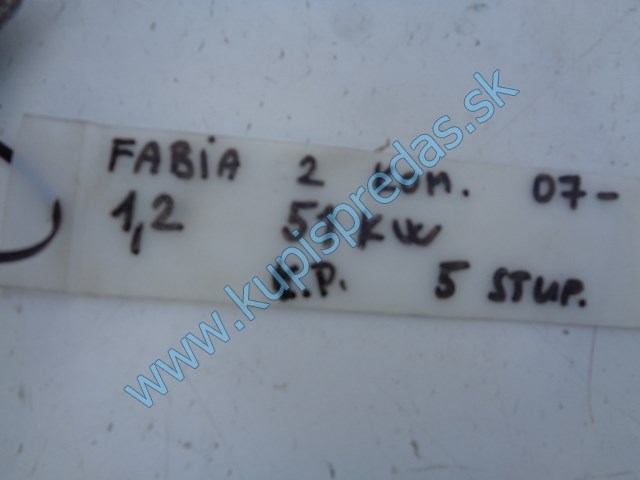 FABIA 2 KOM. 07-
1,2 51 KW
5 STUP.
www.kupispredas.sk